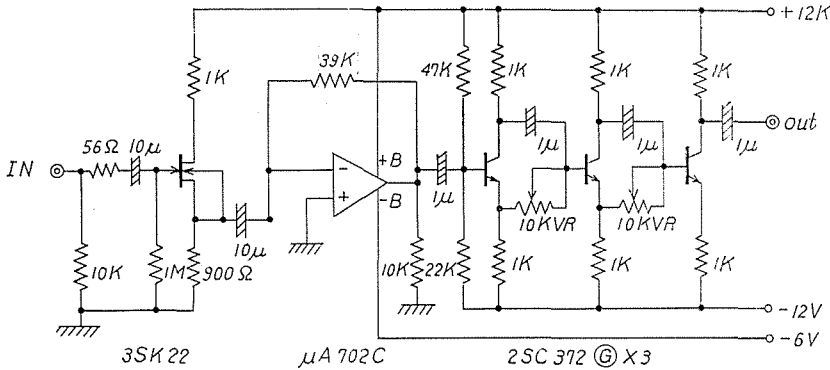 +12K
1K
39K
47K
1K
1K
1K
56Ω
10μ
1μ
1μ
1μ
out
IN
+B
-B
1μ
10μ
10KVR
10KVR
10K
1M
900Ω
10K
22K
1K
1K
1K
-12V
-6V
3SK22
μA702C
2SC372 Ⓖ X3